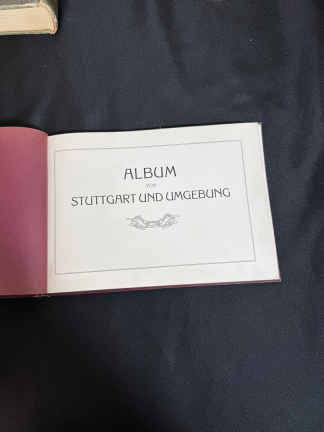 ALBUM
VON
STUTTGART UND UMGEBUNG